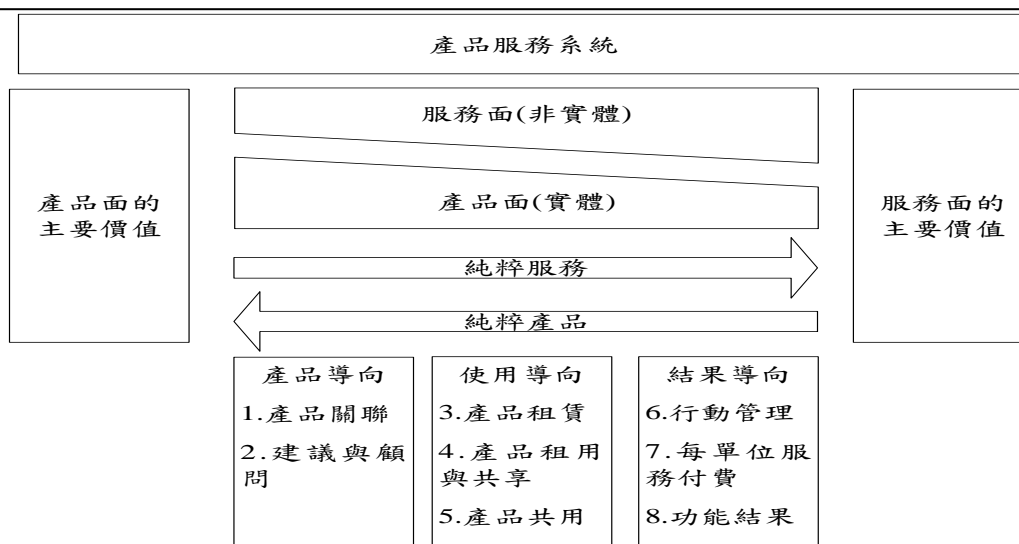 產品服務系統
服務面(非實體)
產品面的
主要價值
產品面(實體)
服務面的
主要價值
純粹服務
純粹產品
產品導向
1.產品關聯
2.建議與顧
問
使用導向
3.產品租賃
4.產品租用
與共享
5.產品共用
結果導向
6.行動管理
7.每單位服
務付費
8.功能結果